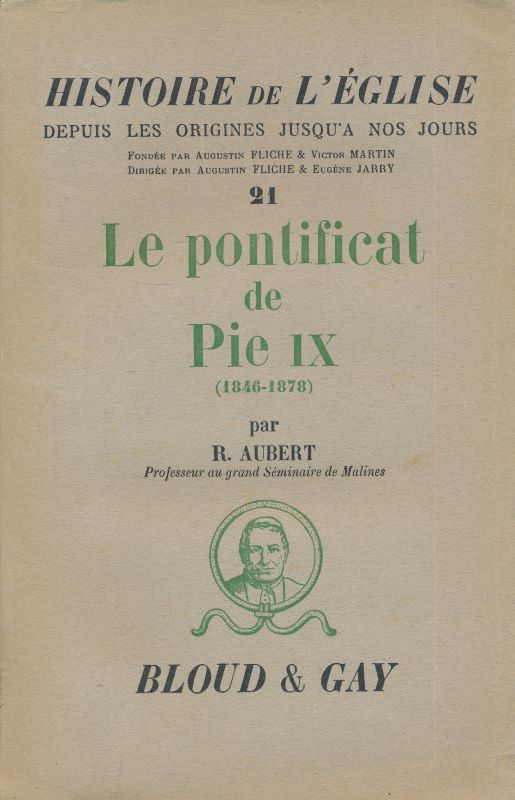 HISTOIRE DE L'ÉGLISE
DEPUIS LES ORIGINES JUSQU'A NOS JOURS
FONDÉE PAR AUGUSTIN FLICHE & VICTOR MARTIN
DIRIGÉE PAR AUGUSTIN FLICHE & EUGÈNE JARRY
21
Le pontificat
de
Pie IX
(1846-1878)
par
R. AUBERT
Professeur au grand Séminaire de Malines
BLOUD & GAY